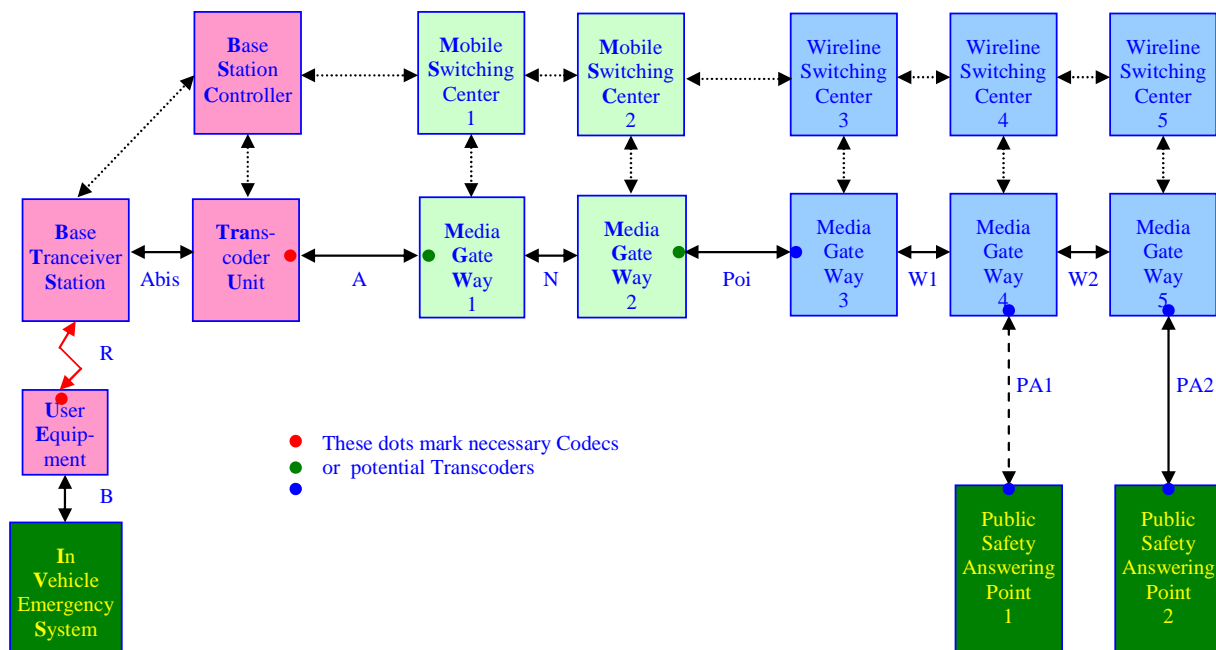 Base
Station
Controller
Mobile
Switching
Center
1
Mobile
Switching
Center
2
Wireline
Switching
Center
3
Wireline
Switching
Center
4
Wireline
Switching
Center
5
Base
Tranceiver
Station
Abis
Trans-
coder
Unit
A
Media
Gate
Way
1
N
Media
Gate
Way
2
Poi
Media
Gate
Way
3
W1
Media
Gate
Way
4
W2
Media
Gate
Way
5
R
PA1
PA2
User
Equip-
ment
These dots mark necessary Codecs
or potential Transcoders
B
In
Vehicle
Emergency
System
Public
Safety
Answering
Point
1
Public
Safety
Answering
Point
2